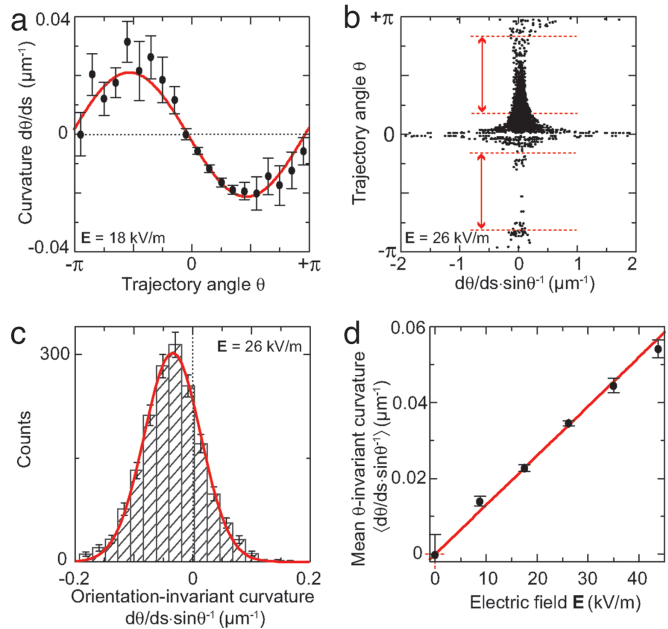 a
0.04
0
-0.04
Curvature dθ/ds (µm⁻¹)
E = 18 kV/m
-π
0
+π
Trajectory angle θ
b
+π
0
-π
Trajectory angle θ
E = 26 kV/m
-2
-1
0
1
2
dθ/ds·sinθ⁻¹ (µm⁻¹)
c
300
0
Counts
E = 26 kV/m
-0.2
0
0.2
Orientation-invariant curvature
dθ/ds·sinθ⁻¹ (µm⁻¹)
d
0.06
0.04
0.02
0
Mean θ-invariant curvature
⟨dθ/ds·sinθ⁻¹⟩ (µm⁻¹)
0
10
20
30
40
Electric field E (kV/m)